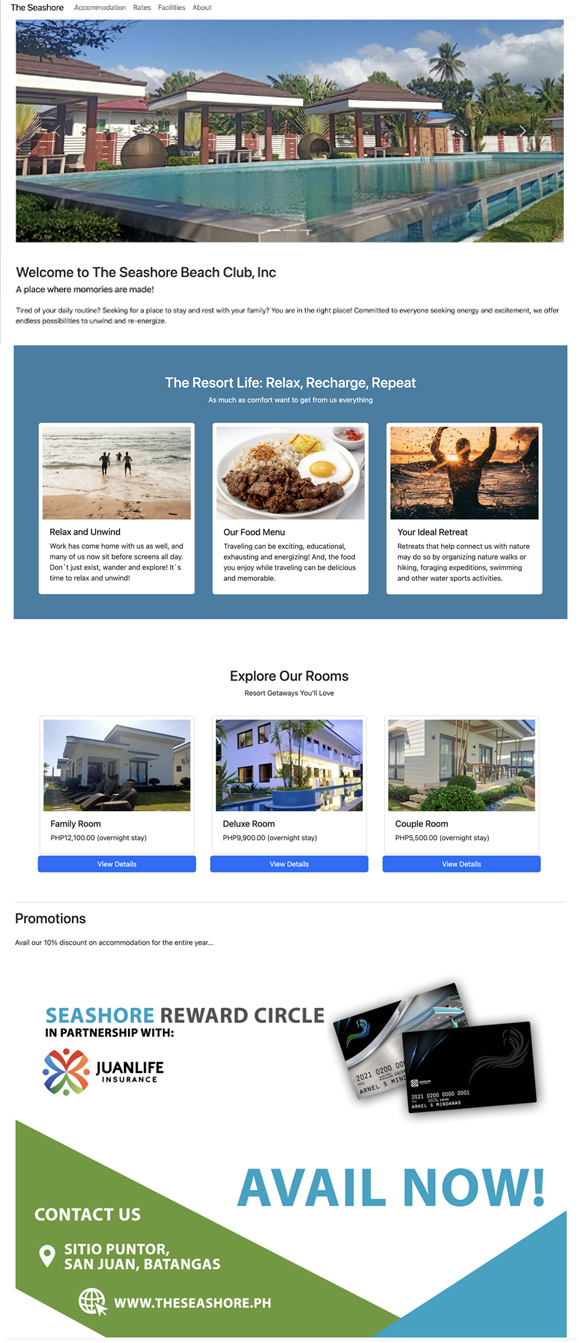 The Seashore Accommodation Rates Facilities About
Welcome to The Seashore Beach Club, Inc
A place where momories are made!
Tired of your daily routine? Seeking for a place to stay and rest with your family? You are in the right place! Committed to everyone seeking energy and excitement, we offer
endless possibilities to unwind and re-energize.
The Resort Life: Relax, Recharge, Repeat
As much as comfort want to get from us everything
Relax and Unwind
Work has come home with us as well, and
many of us now sit before screens all day.
Don`t just exist, wander and explore! It`s
time to relax and unwind!
Our Food Menu
Traveling can be exciting, educational,
exhausting and energizing! And, the food
you enjoy while traveling can be delicious
and memorable.
Your Ideal Retreat
Retreats that help connect us with nature
may do so by organizing nature walks or
hiking, foraging expeditions, swimming
and other water sports activities.
Explore Our Rooms
Resort Getaways You'll Love
Family Room
PHP12,100.00 (overnight stay)
View Details
Deluxe Room
PHP9,900.00 (overnight stay)
View Details
Couple Room
PHP5,500.00 (overnight stay)
View Details
Promotions
Avail our 10% discount on accommodation for the entire year...
SEASHORE REWARD CIRCLE
IN PARTNERSHIP WITH:
JUANLIFE
INSURANCE
2021 0200 000
ARNEL S MIND
JUANLIFE
2021 0200 0000 0001
ARNEL S MINDANAO
AVAIL NOW!
CONTACT US
SITIO PUNTOR,
SAN JUAN, BATANGAS
WWW.THESEASHORE.PH